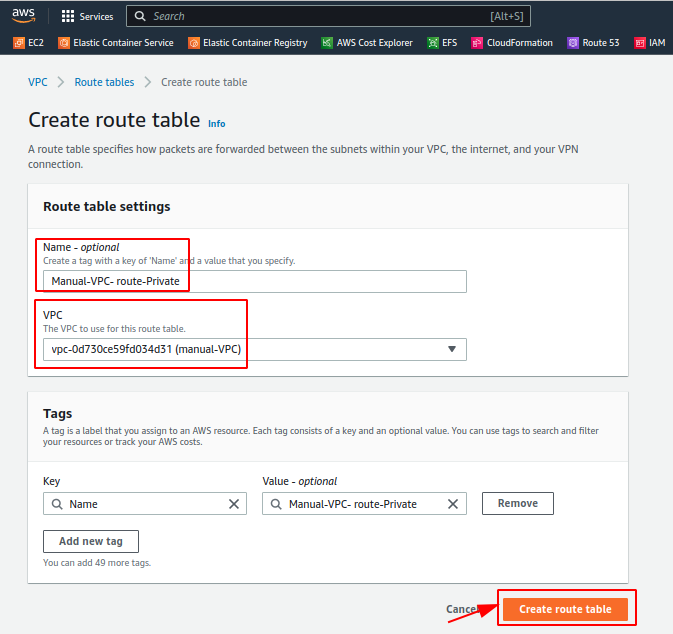 aws
Services
Search
[Alt+S]
EC2
Elastic Container Service
Elastic Container Registry
AWS Cost Explorer
EFS
CloudFormation
Route 53
IAM
VPC > Route tables > Create route table
Create route table Info
A route table specifies how packets are forwarded between the subnets within your VPC, the internet, and your VPN
connection.
Route table settings
Name - optional
Create a tag with a key of 'Name' and a value that you specify.
Manual-VPC- route-Private
VPC
The VPC to use for this route table.
vpc-0d730ce59fd034d31 (manual-VPC)
Tags
A tag is a label that you assign to an AWS resource. Each tag consists of a key and an optional value. You can use tags to search and filter
your resources or track your AWS costs.
Key
Value - optional
Name
Manual-VPC- route-Private
Remove
Add new tag
You can add 49 more tags.
Cancel
Create route table